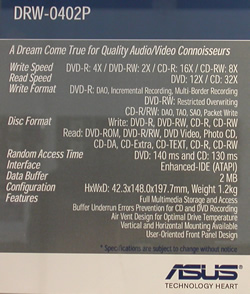 DRW-0402P
A Dream Come True for Quality Audio/Video Connoisseurs
Write Speed DVD-R: 4X / DVD-RW: 2X / CD-R: 16X / CD-RW: 8X
Read Speed DVD: 12X / CD: 32X
Write Format DVD-R: DAO, Incremental Recording, Multi-Border Recording
DVD-RW: Restricted Overwriting
CD-R/RW: DAO, TAO, SAO, Packet Write
Disc Format Write: DVD-R, DVD-RW, CD-R, CD-RW
Read: DVD-ROM, DVD-R/RW, DVD Video, Photo CD,
CD-DA, CD-Extra, CD-TEXT, CD-R, CD-RW
Random Access Time DVD: 140 ms and CD: 130 ms
Interface Enhanced-IDE (ATAPI)
Data Buffer 2 MB
Configuration HxWxD: 42.3x148.0x197.7mm, Weight 1.2kg
Features Full Multimedia Storage and Access
Buffer Underrun Errors Prevention for CD and DVD Recording
Air Vent Design for Optimal Drive Temperature
Vertical and Horizontal Mounting Available
User-Oriented Front Panel Design
* Specifications are subject to change without notice
ASUS
TECHNOLOGY HEART